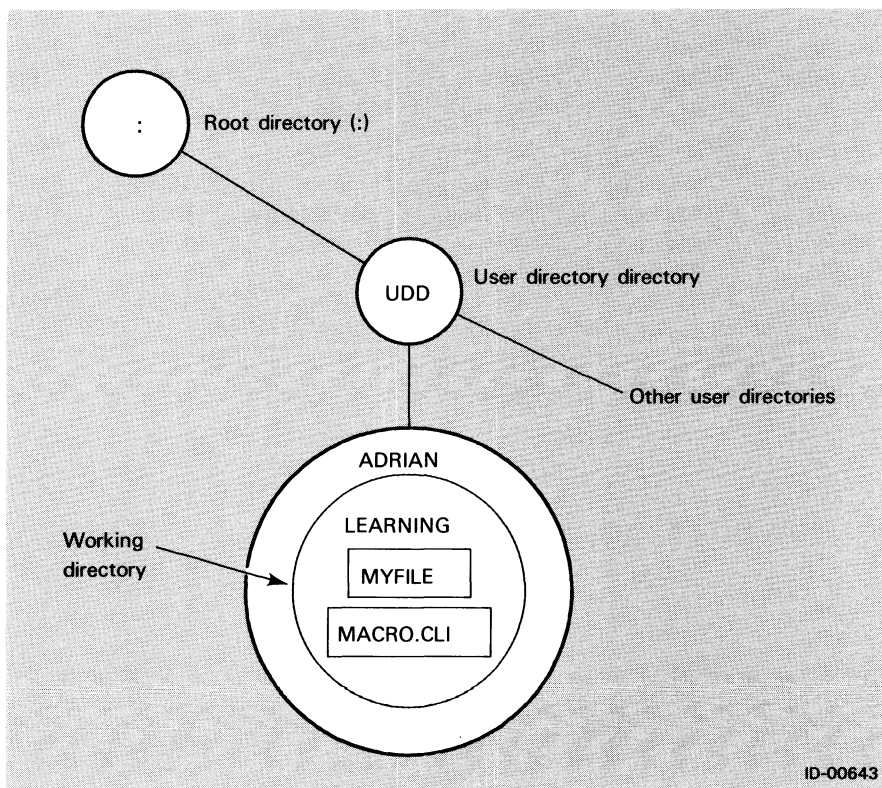 :
Root directory (:)
UDD
User directory directory
Other user directories
ADRIAN
LEARNING
Working
directory
MYFILE
MACRO.CLI
ID-00643